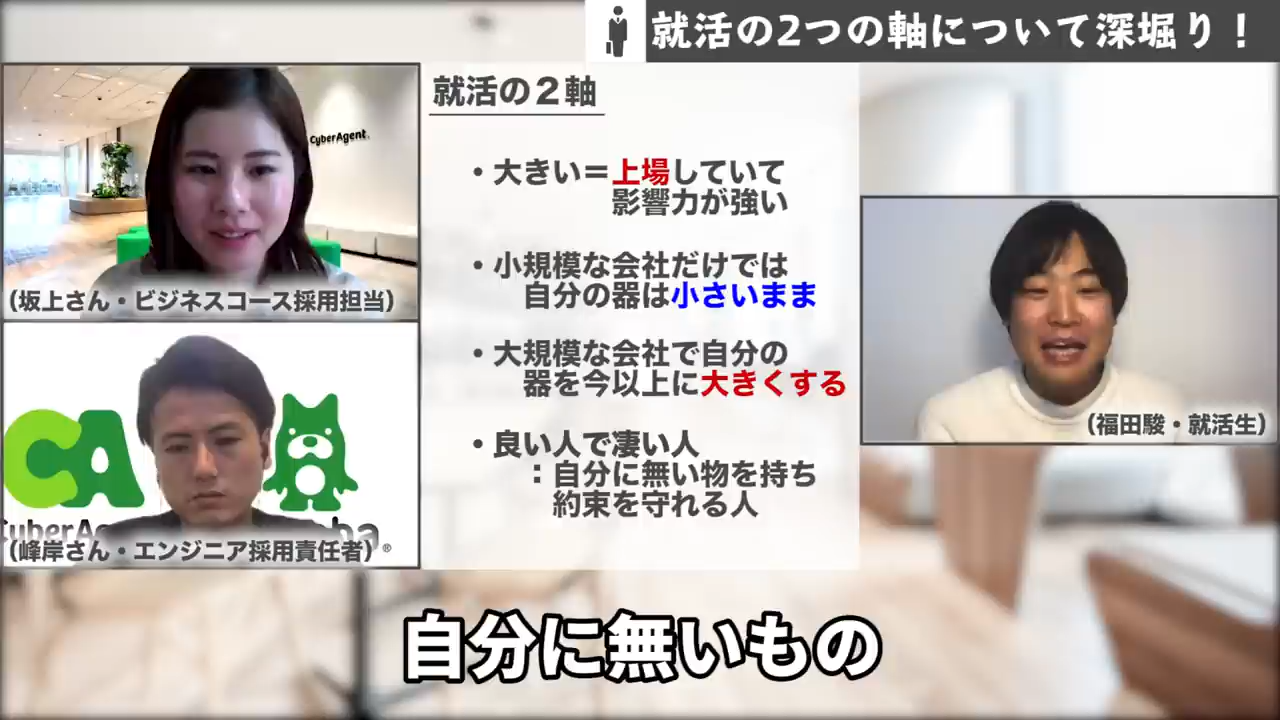 就活の2つの軸について深堀り！
就活の２軸
CyberAgent.
・大きい＝上場していて
影響力が強い
・小規模な会社だけでは
自分の器は小さいまま
・大規模な会社で自分の
器を今以上に大きくする
・良い人で凄い人
：自分に無い物を持ち
約束を守れる人
（坂上さん・ビジネスコース採用担当）
CA
（峰岸さん・エンジニア採用責任者）
®
（福田駿・就活生）
自分に無いもの